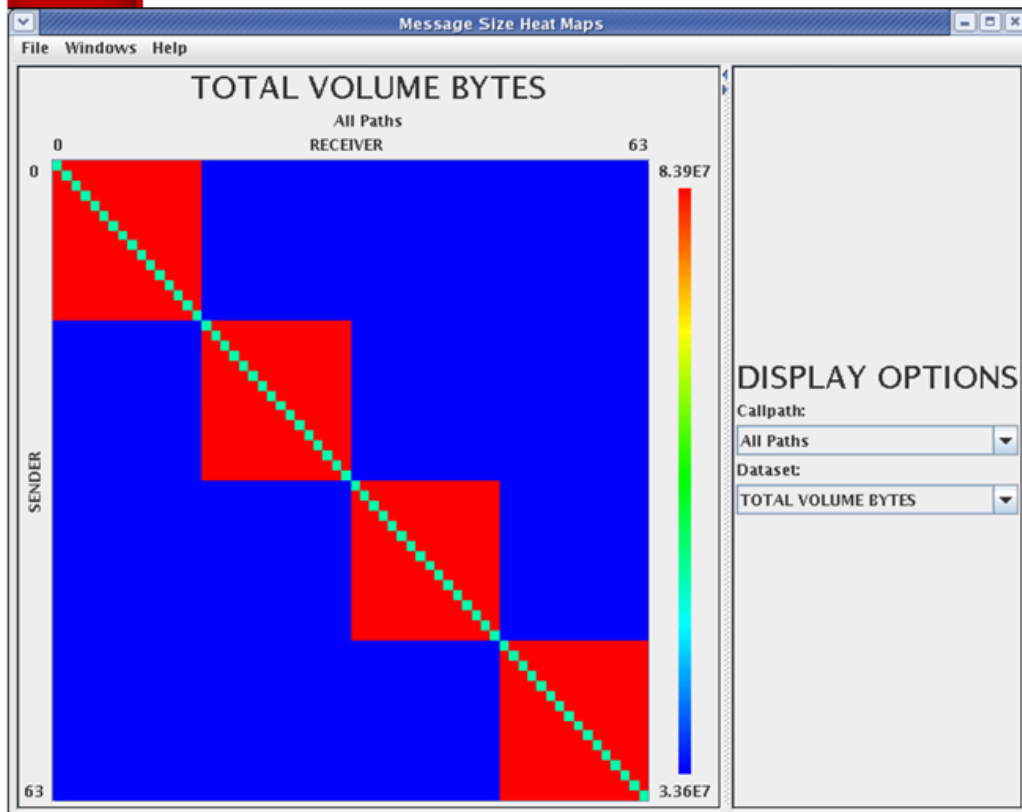 Message Size Heat Maps
File Windows Help
TOTAL VOLUME BYTES
All Paths
0 RECEIVER 63
0
8.39E7
SENDER
63
3.36E7
DISPLAY OPTIONS
Callpath:
All Paths
Dataset:
TOTAL VOLUME BYTES